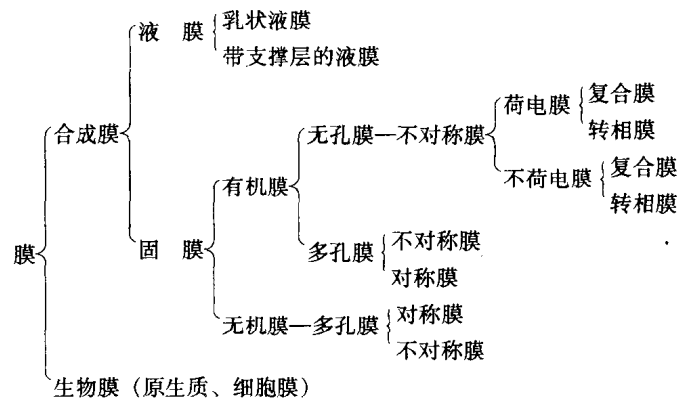 液 膜
乳状液膜
带支撑层的液膜
合成膜
荷电膜
复合膜
转相膜
无孔膜—不对称膜
不荷电膜
复合膜
转相膜
有机膜
膜
固 膜
多孔膜
不对称膜
对称膜
无机膜—多孔膜
对称膜
不对称膜
生物膜（原生质、细胞膜）